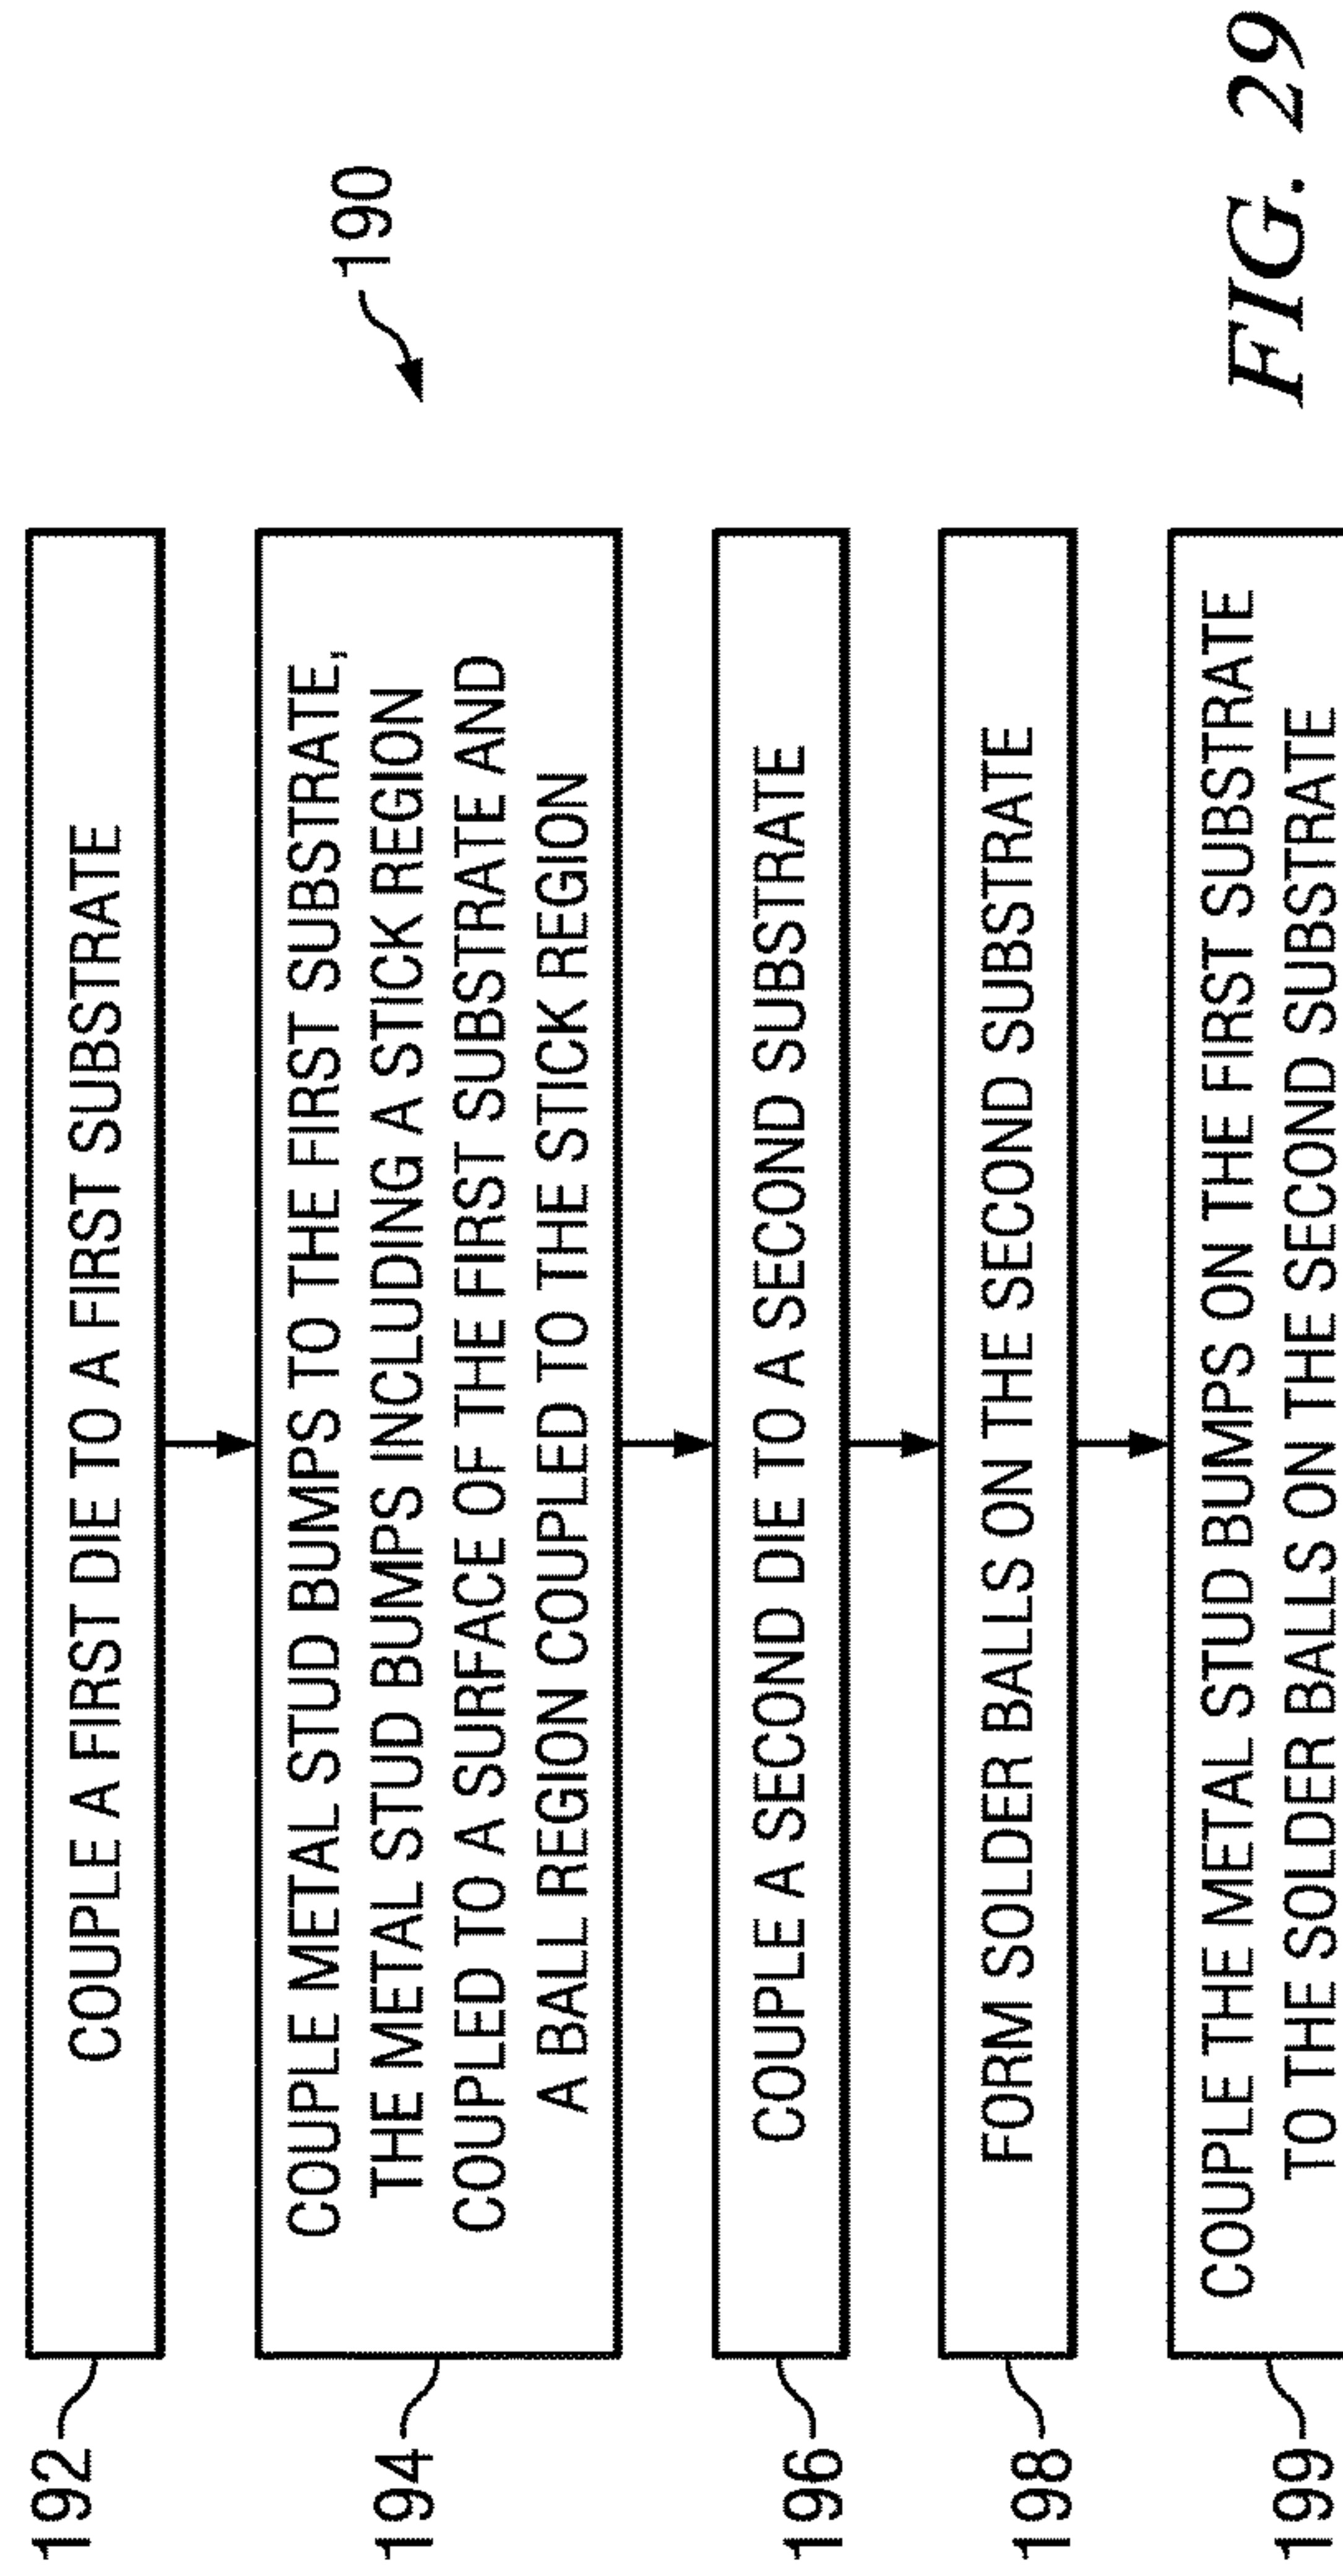 190
192
COUPLE A FIRST DIE TO A FIRST SUBSTRATE
194
COUPLE METAL STUD BUMPS TO THE FIRST SUBSTRATE,
THE METAL STUD BUMPS INCLUDING A STICK REGION
COUPLED TO A SURFACE OF THE FIRST SUBSTRATE AND
A BALL REGION COUPLED TO THE STICK REGION
196
COUPLE A SECOND DIE TO A SECOND SUBSTRATE
198
FORM SOLDER BALLS ON THE SECOND SUBSTRATE
199
COUPLE THE METAL STUD BUMPS ON THE FIRST SUBSTRATE
TO THE SOLDER BALLS ON THE SECOND SUBSTRATE
FIG. 29